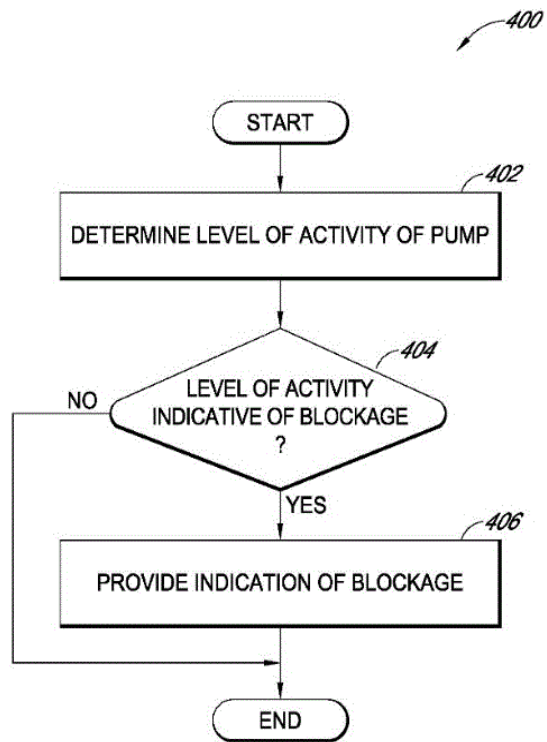 400
START
402
DETERMINE LEVEL OF ACTIVITY OF PUMP
404
LEVEL OF ACTIVITY
INDICATIVE OF BLOCKAGE
?
NO
YES
406
PROVIDE INDICATION OF BLOCKAGE
END